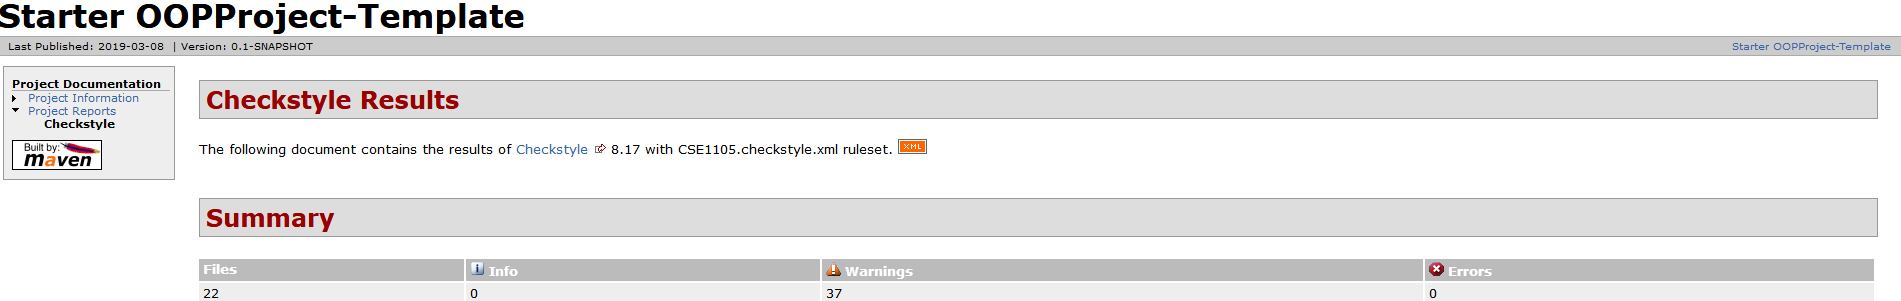 Starter OOPProject-Template
Last Published: 2019-03-08 | Version: 0.1-SNAPSHOT
Starter OOPProject-Template
Project Documentation
Project Information
Project Reports
Checkstyle
Built by:
maven
Checkstyle Results
The following document contains the results of Checkstyle 8.17 with CSE1105.checkstyle.xml ruleset. XML
Summary
Files Info Warnings Errors
22 0 37 0